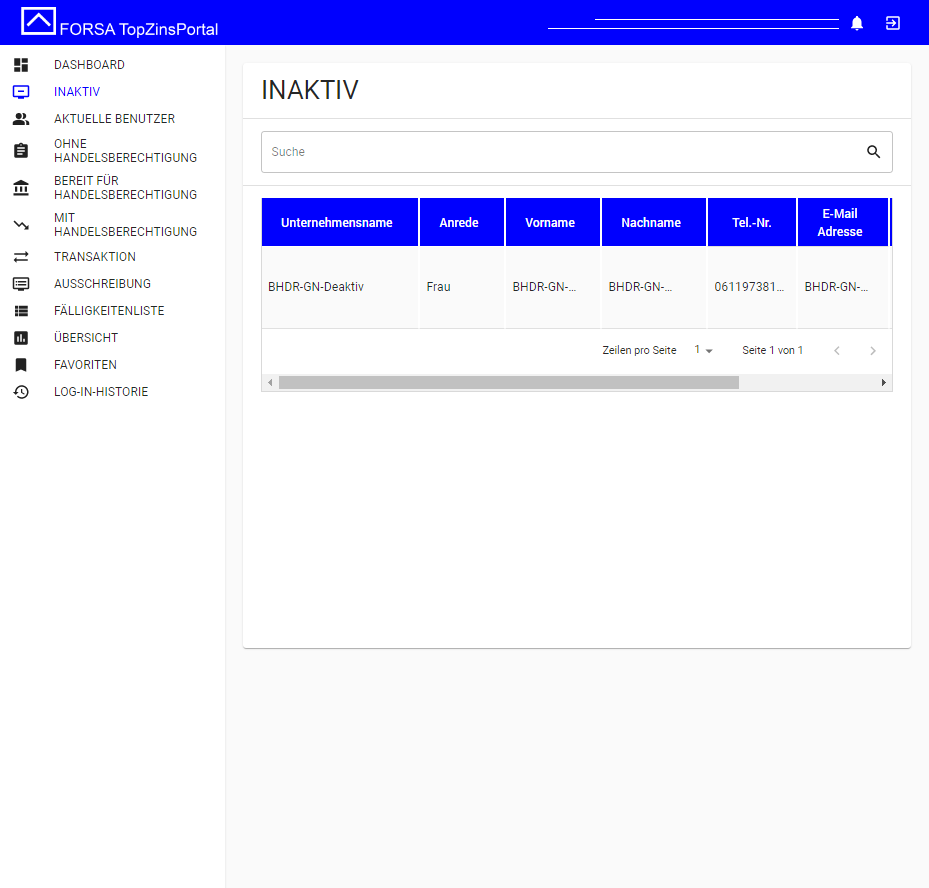 FORSA TopZinsPortal
DASHBOARD
INAKTIV
AKTUELLE BENUTZER
OHNE
HANDELSBERECHTIGUNG
BEREIT FÜR
HANDELSBERECHTIGUNG
MIT
HANDELSBERECHTIGUNG
TRANSAKTION
AUSSCHREIBUNG
FÄLLIGKEITENLISTE
ÜBERSICHT
FAVORITEN
LOG-IN-HISTORIE
INAKTIV
Suche
Unternehmensname Anrede Vorname Nachname Tel.-Nr. E-Mail
Adresse
BHDR-GN-Deaktiv Frau BHDR-GN-... BHDR-GN-... 061197381... BHDR-GN-...
Zeilen pro Seite 1 Seite 1 von 1